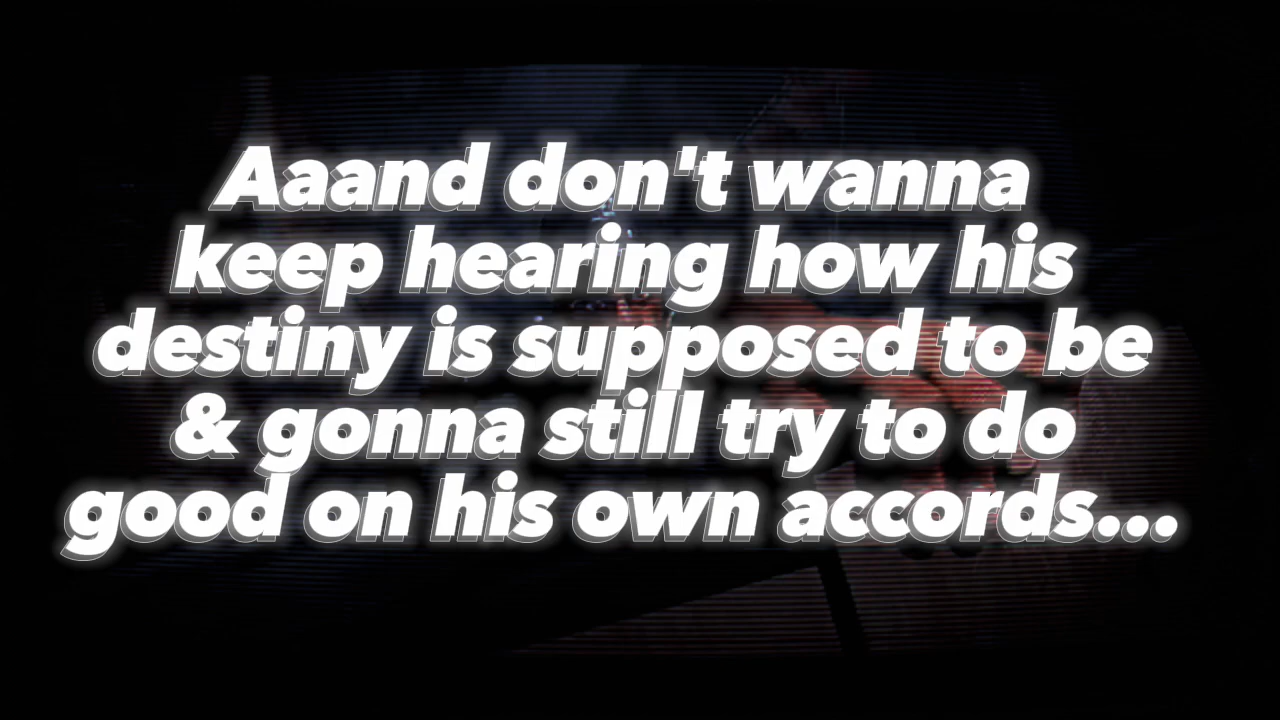 Aaand don't wanna
keep hearing how his
destiny is supposed to be
& gonna still try to do
good on his own accords...